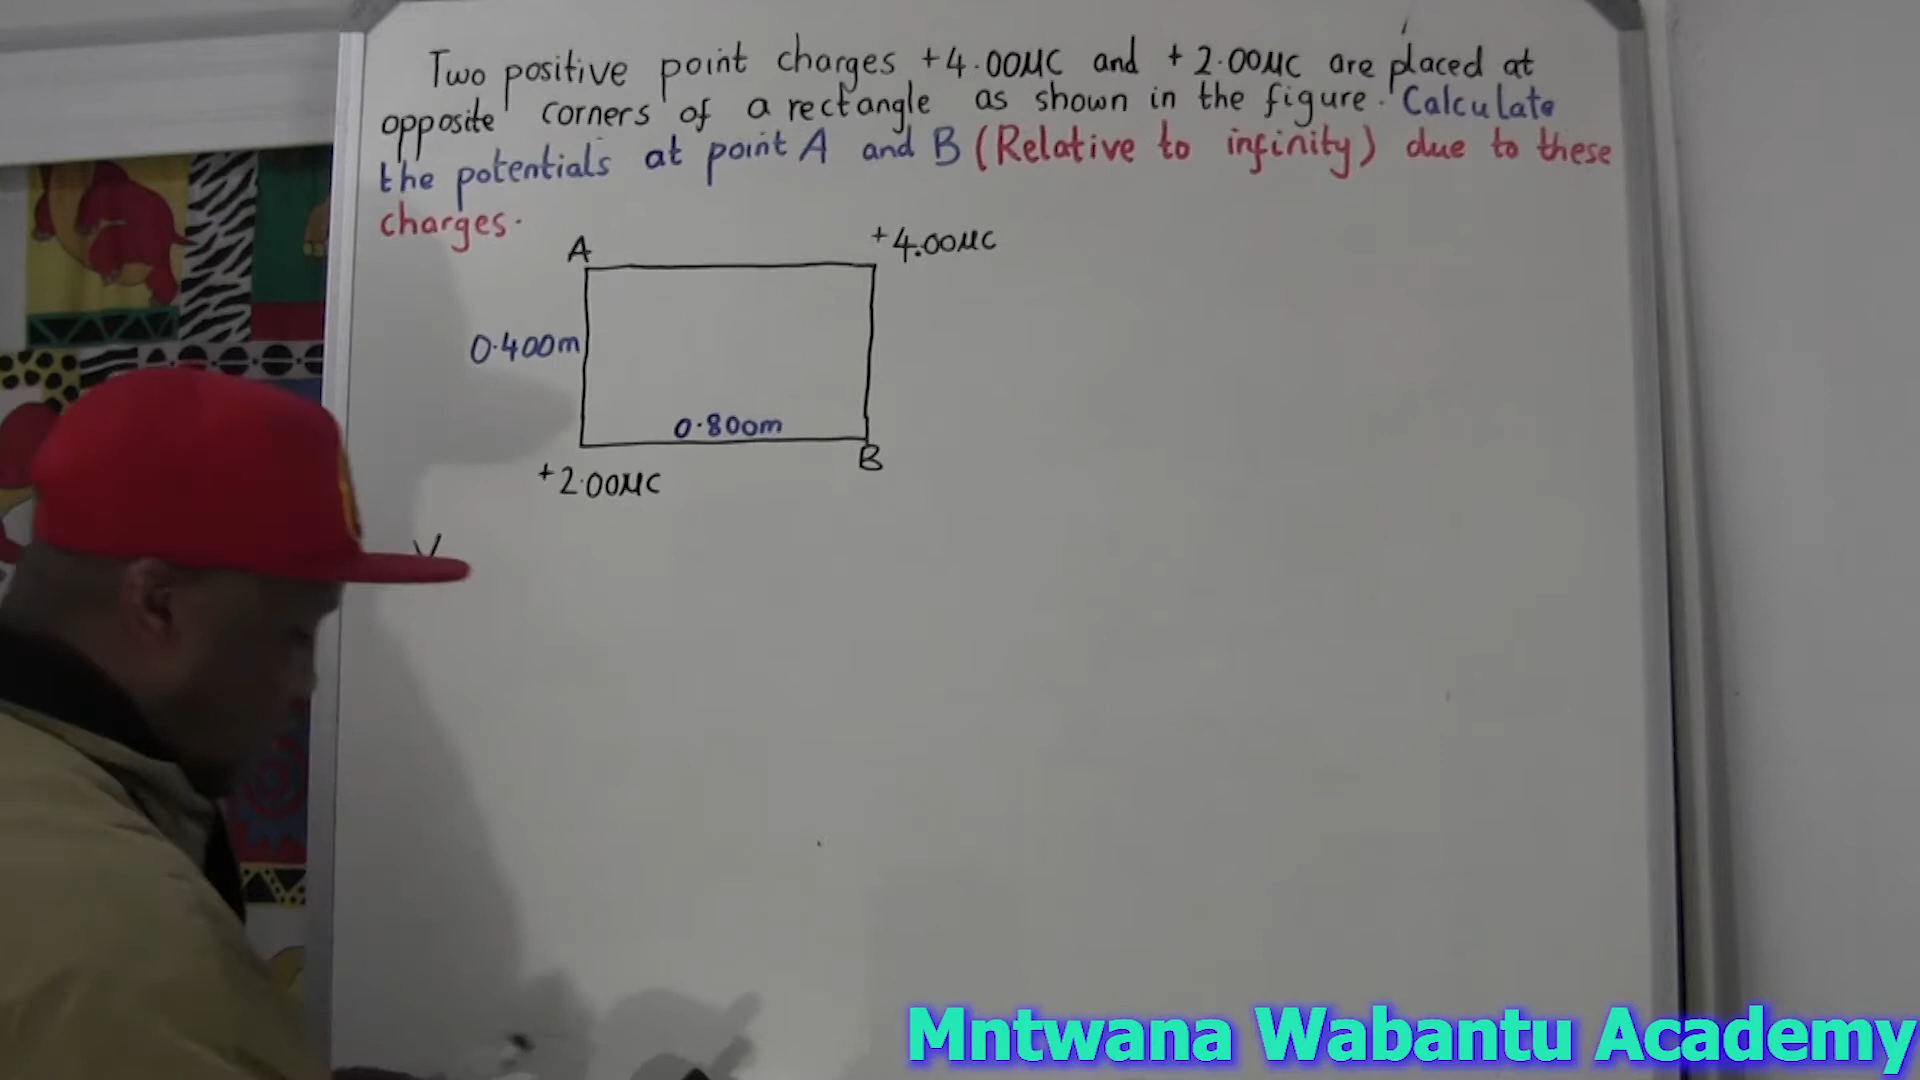 Two positive point charges +4.00μC and +2.00μC are placed at
opposite corners of a rectangle as shown in the figure. Calculate
the potentials at point A and B (Relative to infinity) due to these
charges.
A
+4.00μC
0.400m
0.800m
B
+2.00μC
V
Mntwana Wabantu Academy